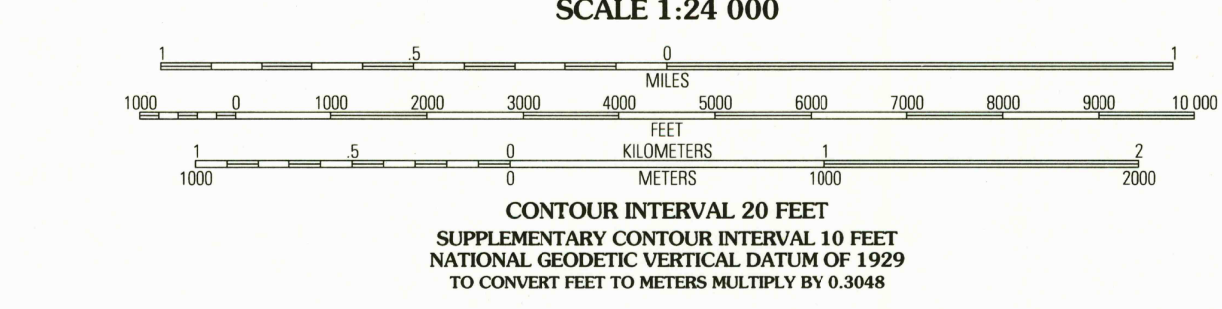 SCALE 1:24 000
1 .5 0 1
MILES
1000 0 1000 2000 3000 4000 5000 6000 7000 8000 9000 10 000
FEET
1 .5 0 KILOMETERS 1 2
1000 0 METERS 1000 2000
CONTOUR INTERVAL 20 FEET
SUPPLEMENTARY CONTOUR INTERVAL 10 FEET
NATIONAL GEODETIC VERTICAL DATUM OF 1929
TO CONVERT FEET TO METERS MULTIPLY BY 0.3048